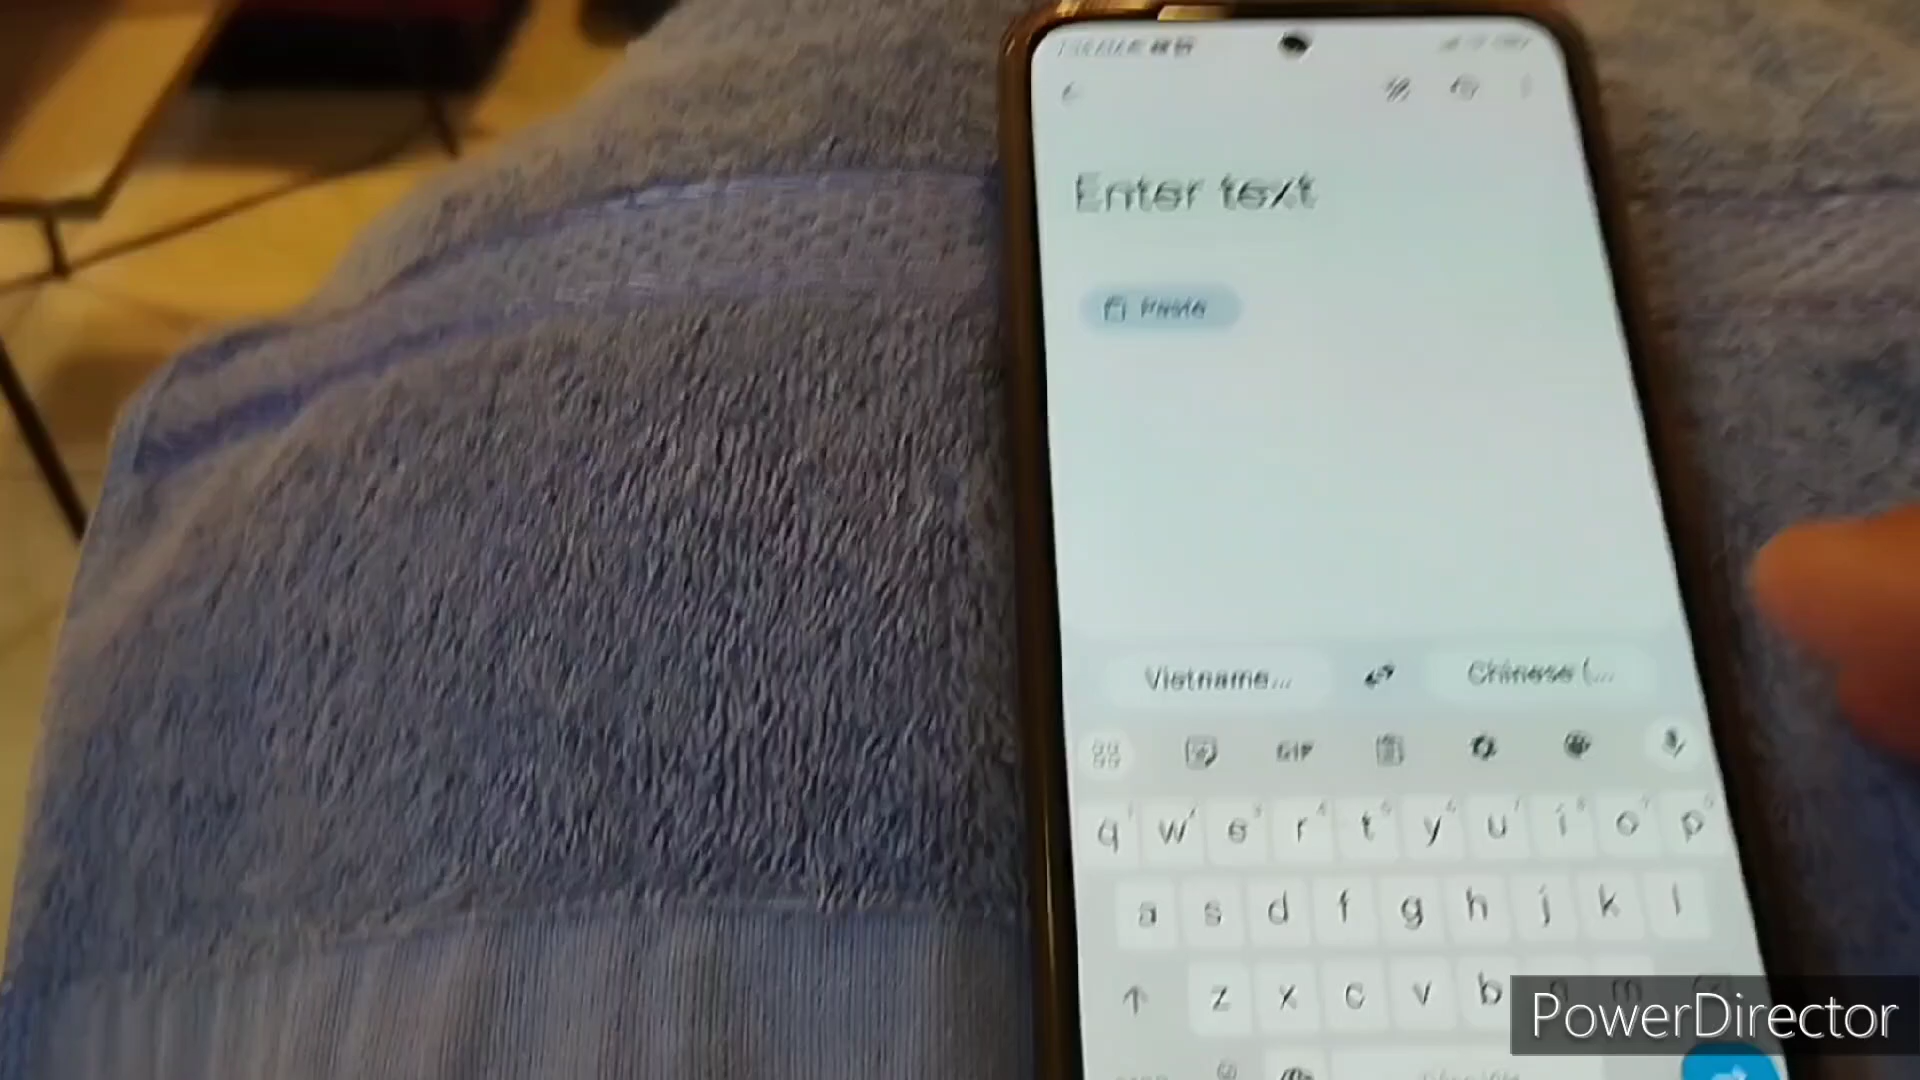 Enter text
Paste
Vietname... Chinese (...
GIF
q w e r t y u i o p
a s d f g h j k l
z x c v b n m
PowerDirector